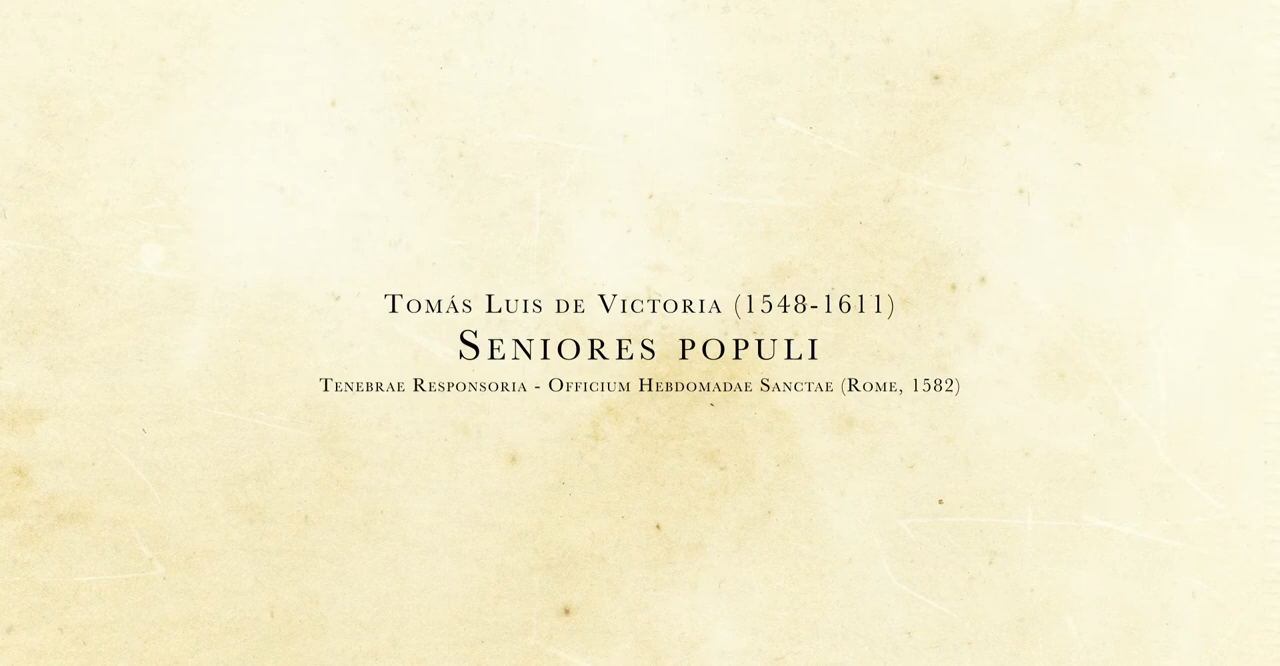 Tomás Luis de Victoria (1548-1611)
Seniores populi
Tenebrae Responsoria - Officium Hebdomadae Sanctae (Rome, 1582)